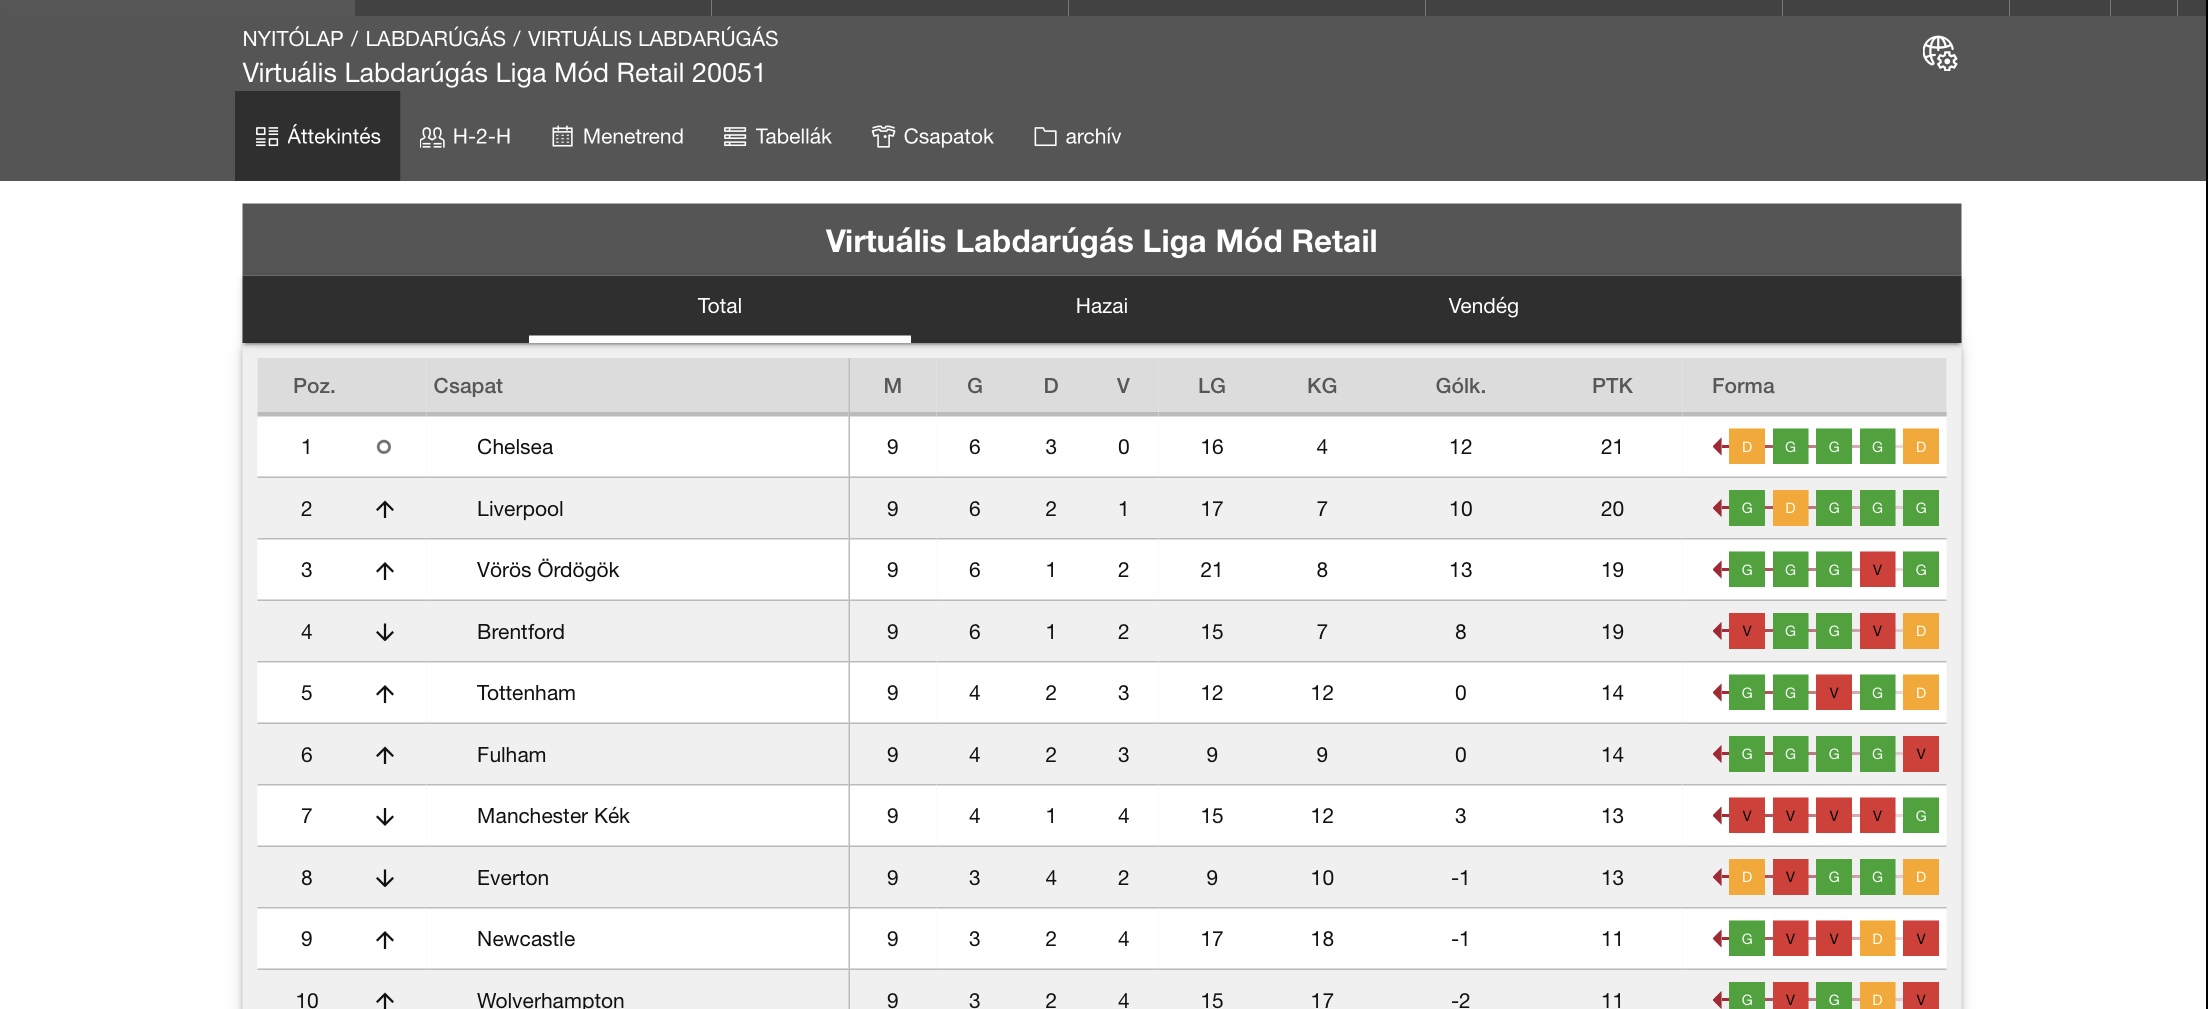 NYITÓLAP / LABDARÚGÁS / VIRTUÁLIS LABDARÚGÁS
Virtuális Labdarúgás Liga Mód Retail 20051
Áttekintés H-2-H Menetrend Tabellák Csapatok archív
Virtuális Labdarúgás Liga Mód Retail
Total Hazai Vendég
Poz. Csapat M G D V LG KG Gólk. PTK Forma
1 Chelsea 9 6 3 0 16 4 12 21 D G G G D
2 Liverpool 9 6 2 1 17 7 10 20 G D G G G
3 Vörös Ördögök 9 6 1 2 21 8 13 19 G G G V G
4 Brentford 9 6 1 2 15 7 8 19 V G G V D
5 Tottenham 9 4 2 3 12 12 0 14 G G V G D
6 Fulham 9 4 2 3 9 9 0 14 G G G G V
7 Manchester Kék 9 4 1 4 15 12 3 13 V V V V G
8 Everton 9 3 4 2 9 10 -1 13 D V G G D
9 Newcastle 9 3 2 4 17 18 -1 11 G V V D V
10 Wolverhampton 9 3 2 4 15 17 -2 11 G V G D V